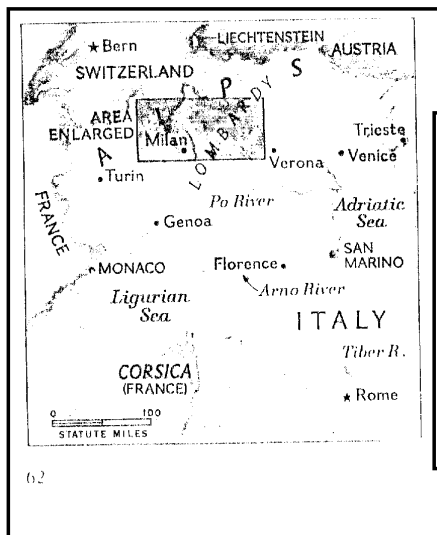 LIECHTENSTEIN
Bern
AUSTRIA
SWITZERLAND
ALPS
AREA
ENLARGED
LOMBARDY
Milan
Trieste
Verona
Venice
Turin
Po River
FRANCE
Adriatic
Sea
Genoa
SAN
MARINO
MONACO
Florence
Arno River
Ligurian
Sea
ITALY
Tiber R.
CORSICA
(FRANCE)
Rome
0 100
STATUTE MILES
62